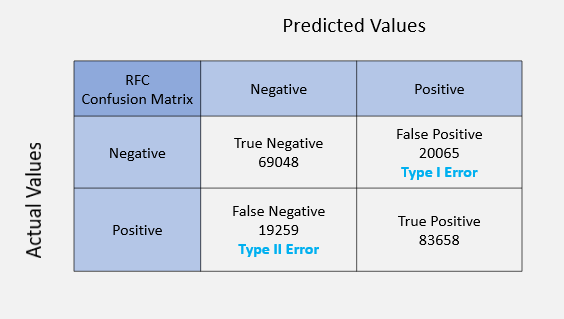 Predicted Values
RFC
Confusion Matrix
Negative
Positive
Actual Values
Negative
True Negative
69048
False Positive
20065
Type I Error
Positive
False Negative
19259
Type II Error
True Positive
83658